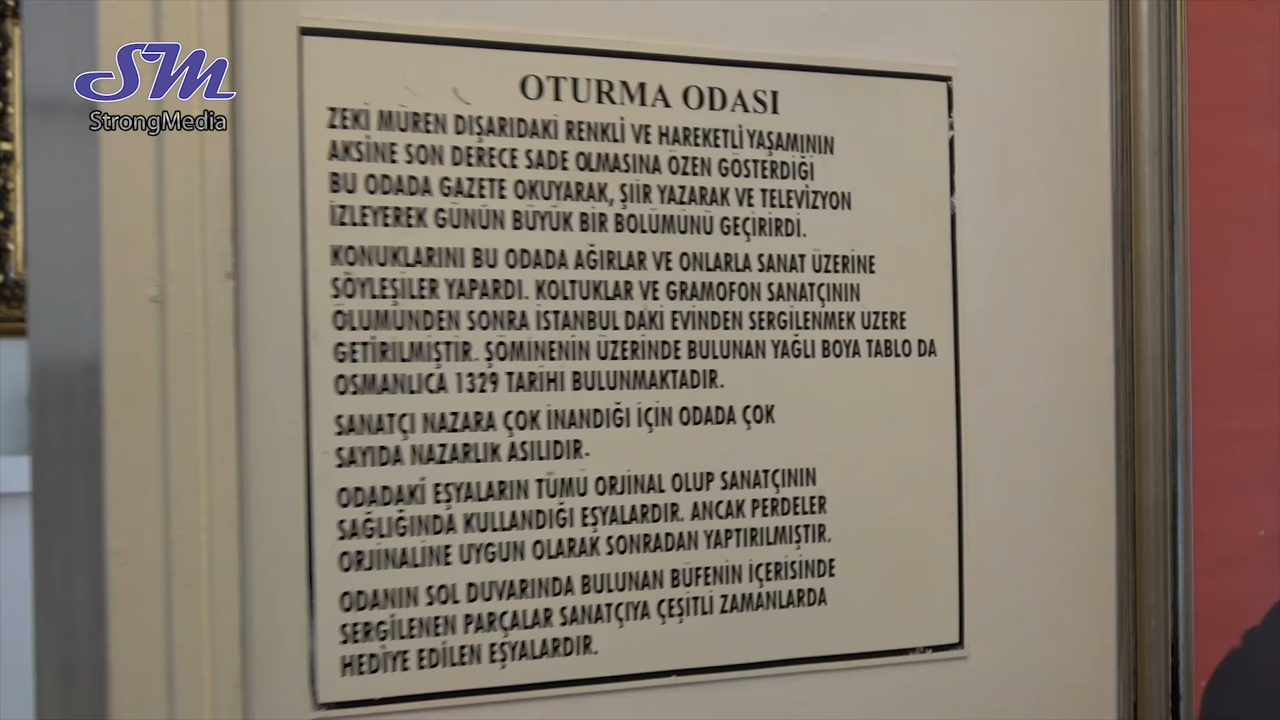 SM
StrongMedia
OTURMA ODASI
ZEKİ MÜREN DIŞARIDAKİ RENKLİ VE HAREKETLİ YAŞAMININ
AKSİNE SON DERECE SADE OLMASINA ÖZEN GÖSTERDİĞİ
BU ODADA GAZETE OKUYARAK, ŞİİR YAZARAK VE TELEVİZYON
İZLEYEREK GÜNÜN BÜYÜK BİR BÖLÜMÜNÜ GEÇİRİRDİ.
KONUKLARINI BU ODADA AĞIRLAR VE ONLARLA SANAT ÜZERİNE
SÖYLEŞİLER YAPARDI. KOLTUKLAR VE GRAMOFON SANATÇININ
ÖLÜMÜNDEN SONRA İSTANBUL DAKİ EVİNDEN SERGİLENMEK ÜZERE
GETİRİLMİŞTİR. ŞÖMİNENİN ÜZERİNDE BULUNAN YAĞLI BOYA TABLO DA
OSMANLICA 1329 TARİHİ BULUNMAKTADIR.
SANATÇI NAZARA ÇOK İNANDIĞI İÇİN ODADA ÇOK
SAYIDA NAZARLIK ASILIDIR.
ODADAKİ EŞYALARIN TÜMÜ ORJİNAL OLUP SANATÇININ
SAĞLIĞINDA KULLANDIĞI EŞYALARDIR. ANCAK PERDELER
ORJİNALİNE UYGUN OLARAK SONRADAN YAPTIRILMIŞTIR.
ODANIN SOL DUVARINDA BULUNAN BÜFENİN İÇERİSİNDE
SERGİLENEN PARÇALAR SANATÇIYA ÇEŞİTLİ ZAMANLARDA
HEDİYE EDİLEN EŞYALARDIR.